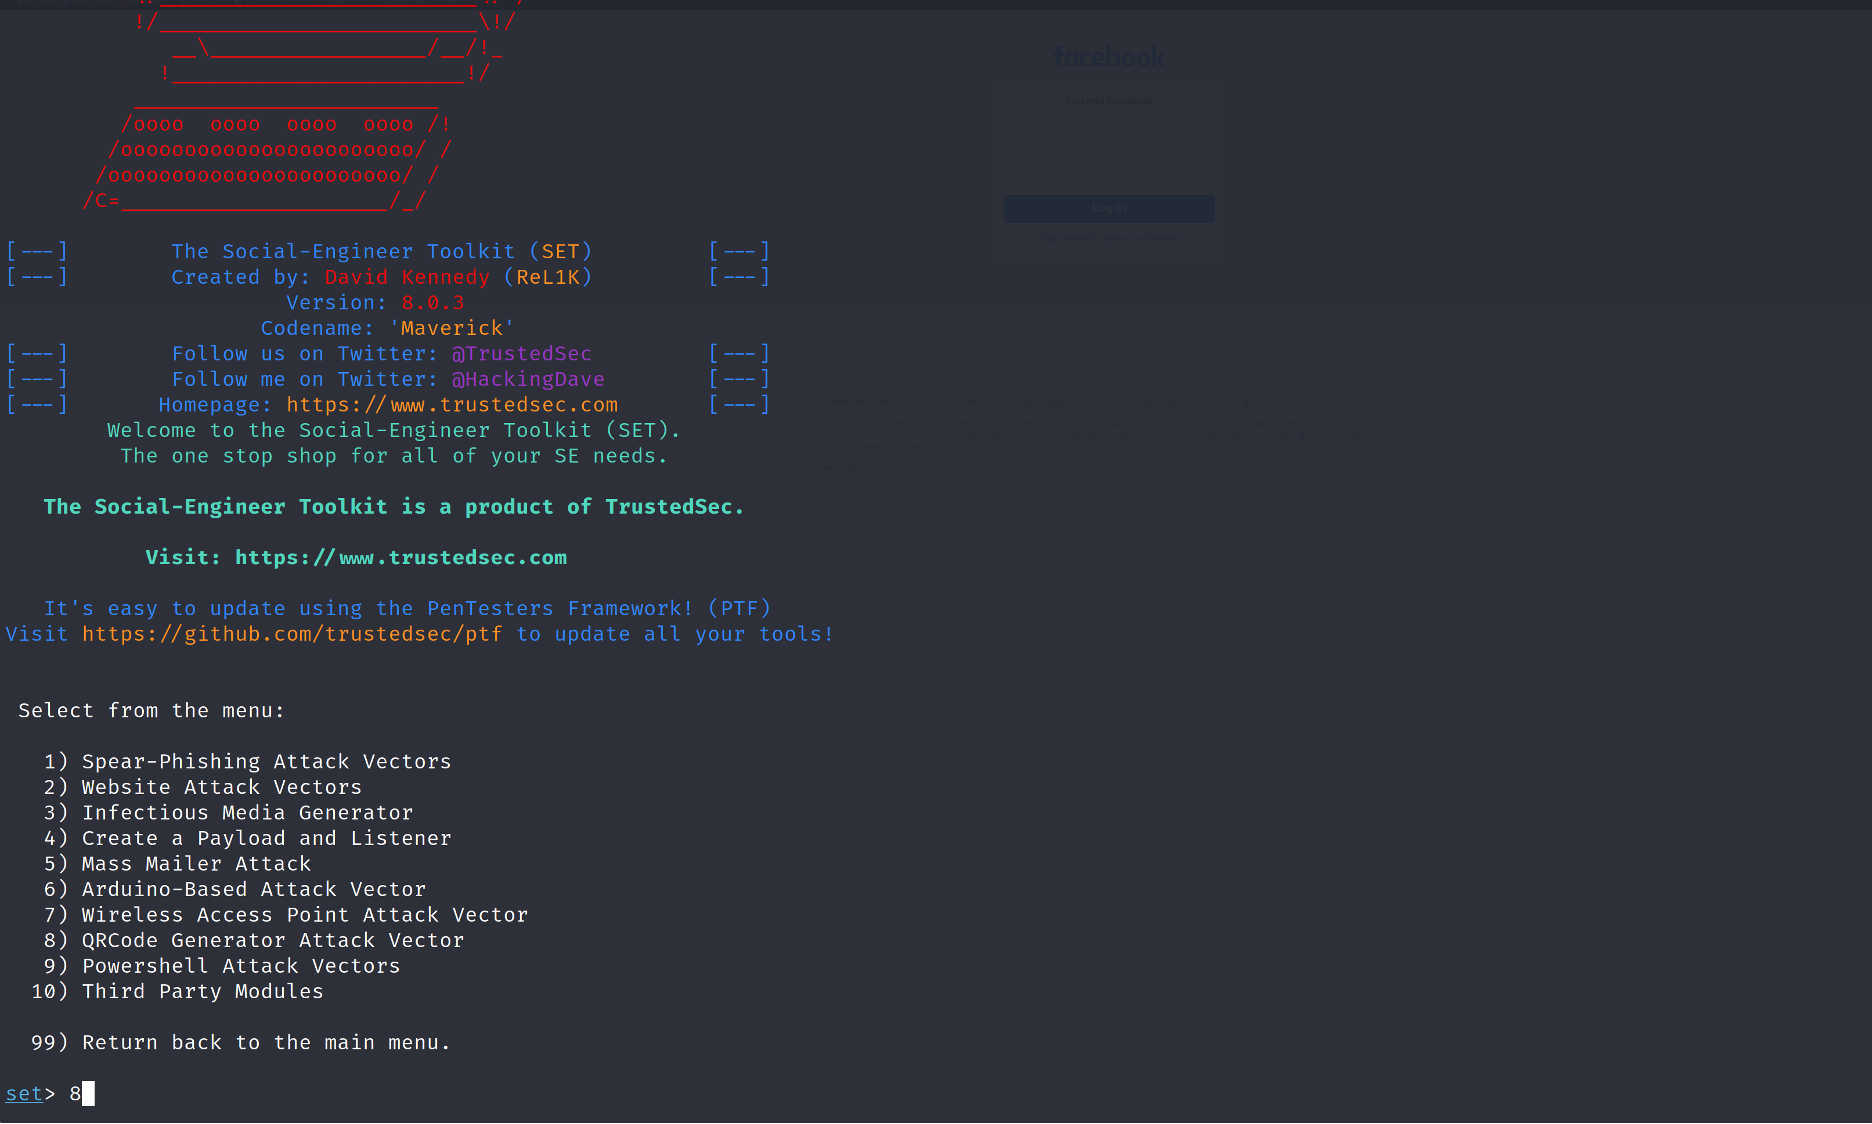 /oooo  oooo  oooo  oooo /!
/ooooooooooooooooooooooo/ /
/ooooooooooooooooooooooo/ /
/C=_____________________/_/
[---]        The Social-Engineer Toolkit (SET)         [---]
[---]        Created by: David Kennedy (ReL1K)         [---]
Version: 8.0.3
Codename: 'Maverick'
[---]        Follow us on Twitter: @TrustedSec         [---]
[---]        Follow me on Twitter: @HackingDave        [---]
[---]       Homepage: https://www.trustedsec.com       [---]
Welcome to the Social-Engineer Toolkit (SET).
The one stop shop for all of your SE needs.
The Social-Engineer Toolkit is a product of TrustedSec.
Visit: https://www.trustedsec.com
It's easy to update using the PenTesters Framework! (PTF)
Visit https://github.com/trustedsec/ptf to update all your tools!
Select from the menu:
1) Spear-Phishing Attack Vectors
2) Website Attack Vectors
3) Infectious Media Generator
4) Create a Payload and Listener
5) Mass Mailer Attack
6) Arduino-Based Attack Vector
7) Wireless Access Point Attack Vector
8) QRCode Generator Attack Vector
9) Powershell Attack Vectors
10) Third Party Modules
99) Return back to the main menu.
set> 8
facebook
Log Into Facebook
Log In